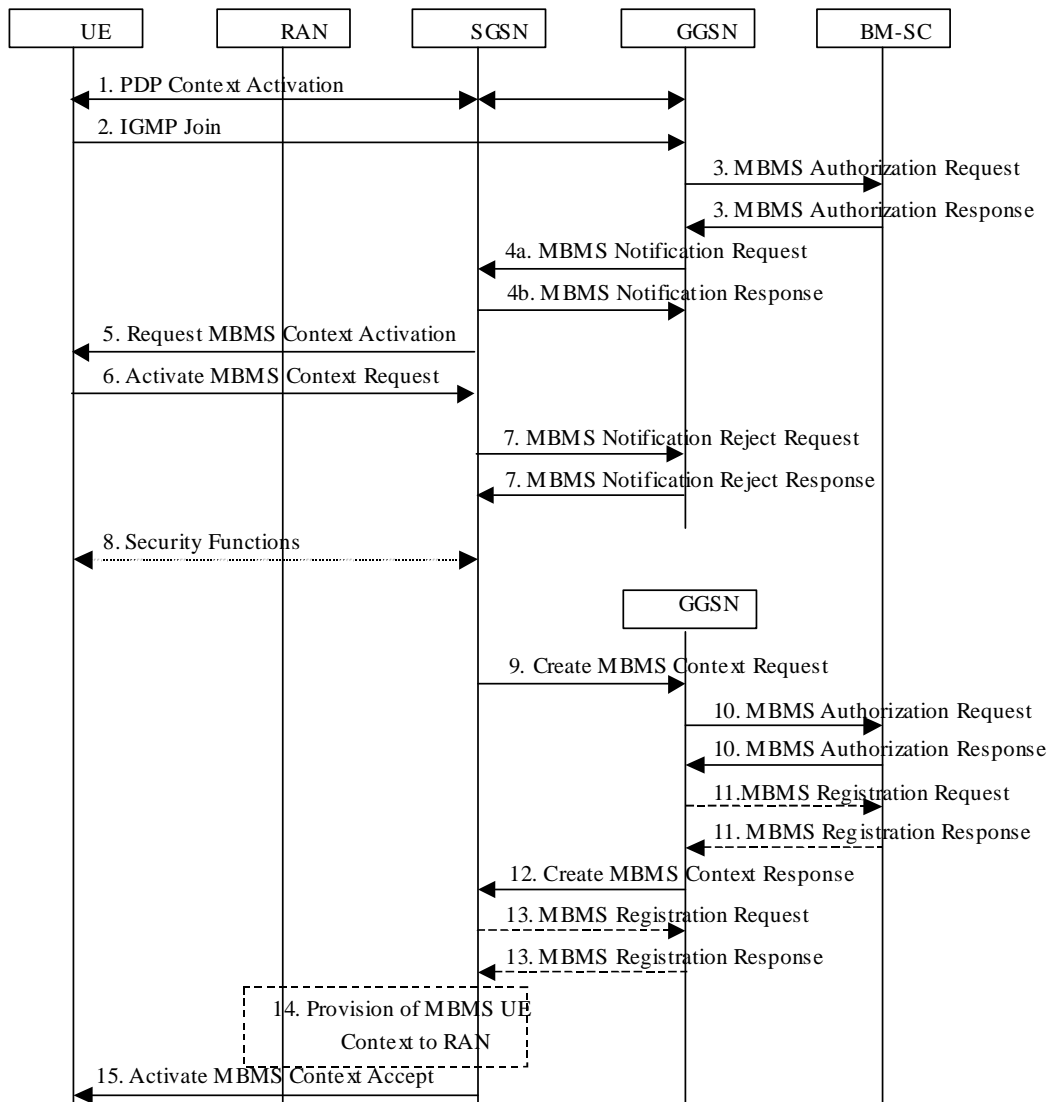 UE
RAN
SGSN
GGSN
BM-SC
1. PDP Context Activation
2. IGMP Join
3. MBMS Authorization Request
3. MBMS Authorization Response
4a. MBMS Notification Request
4b. MBMS Notification Response
5. Request MBMS Context Activation
6. Activate MBMS Context Request
7. MBMS Notification Reject Request
7. MBMS Notification Reject Response
8. Security Functions
GGSN
9. Create MBMS Context Request
10. MBMS Authorization Request
10. MBMS Authorization Response
11.MBMS Registration Request
11. MBMS Registration Response
12. Create MBMS Context Response
13. MBMS Registration Request
13. MBMS Registration Response
14. Provision of MBMS UE
Context to RAN
15. Activate MBMS Context Accept